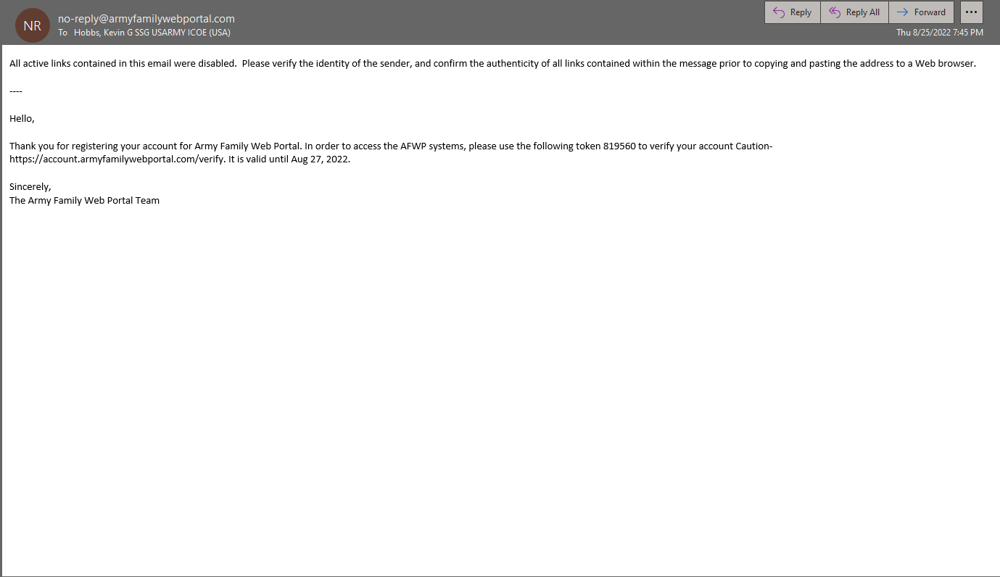 NR
no-reply@armyfamilywebportal.com
To Hobbs, Kevin G SSG USARMY ICOE (USA)
Reply
Reply All
Forward
Thu 8/25/2022 7:45 PM
All active links contained in this email were disabled.  Please verify the identity of the sender, and confirm the authenticity of all links contained within the message prior to copying and pasting the address to a Web browser.
----
Hello,
Thank you for registering your account for Army Family Web Portal. In order to access the AFWP systems, please use the following token 819560 to verify your account Caution-
https://account.armyfamilywebportal.com/verify. It is valid until Aug 27, 2022.
Sincerely,
The Army Family Web Portal Team